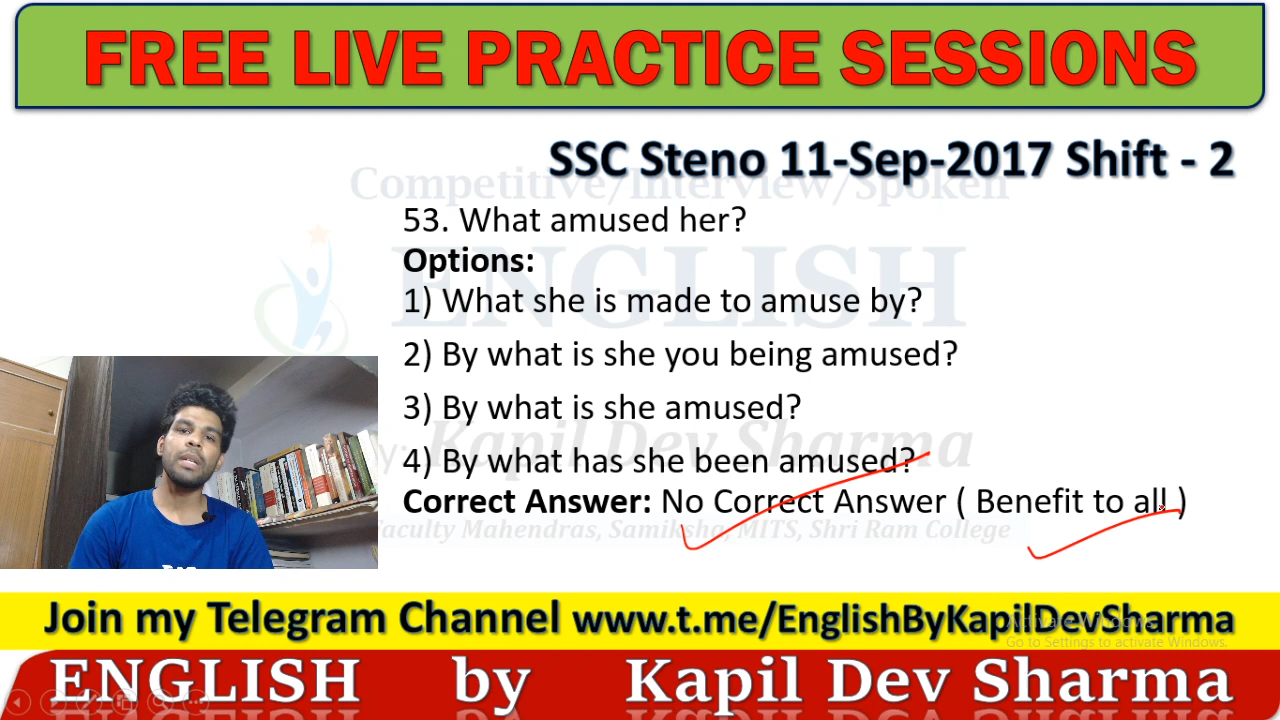 FREE LIVE PRACTICE SESSIONS
SSC Steno 11-Sep-2017 Shift - 2
Competitive/Interview/Spoken
53. What amused her?
ENGLISH
Options:
1) What she is made to amuse by?
2) By what is she you being amused?
3) By what is she amused?
by: Kapil Dev Sharma
4) By what has she been amused?
Correct Answer: No Correct Answer ( Benefit to all )
Faculty Mahendras, Samiksha, MITS, Shri Ram College
Join my Telegram Channel www.t.me/EnglishByKapilDevSharma
Activate Windows
Go to Settings to activate Windows.
ENGLISH by Kapil Dev Sharma